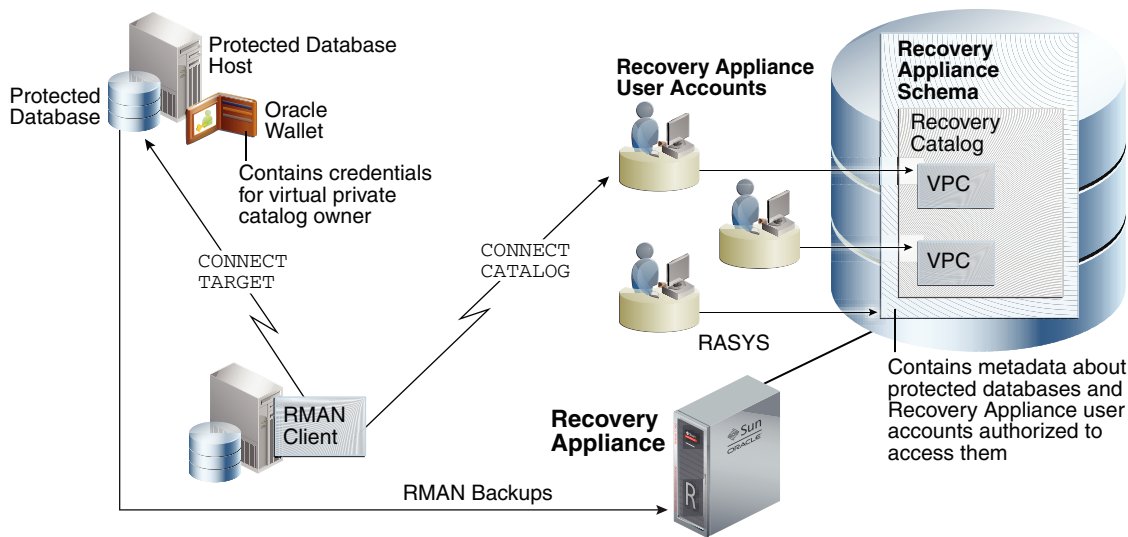 Protected Database
Host
Protected
Database
Oracle
Wallet
Contains credentials
for virtual private
catalog owner
CONNECT
TARGET
CONNECT
CATALOG
RMAN
Client
Recovery Appliance
User Accounts
RASYS
Recovery
Appliance
Schema
Recovery
Catalog
VPC
VPC
Contains metadata about
protected databases and
Recovery Appliance user
accounts authorized to
access them
Recovery
Appliance
Sun
ORACLE
R
RMAN Backups